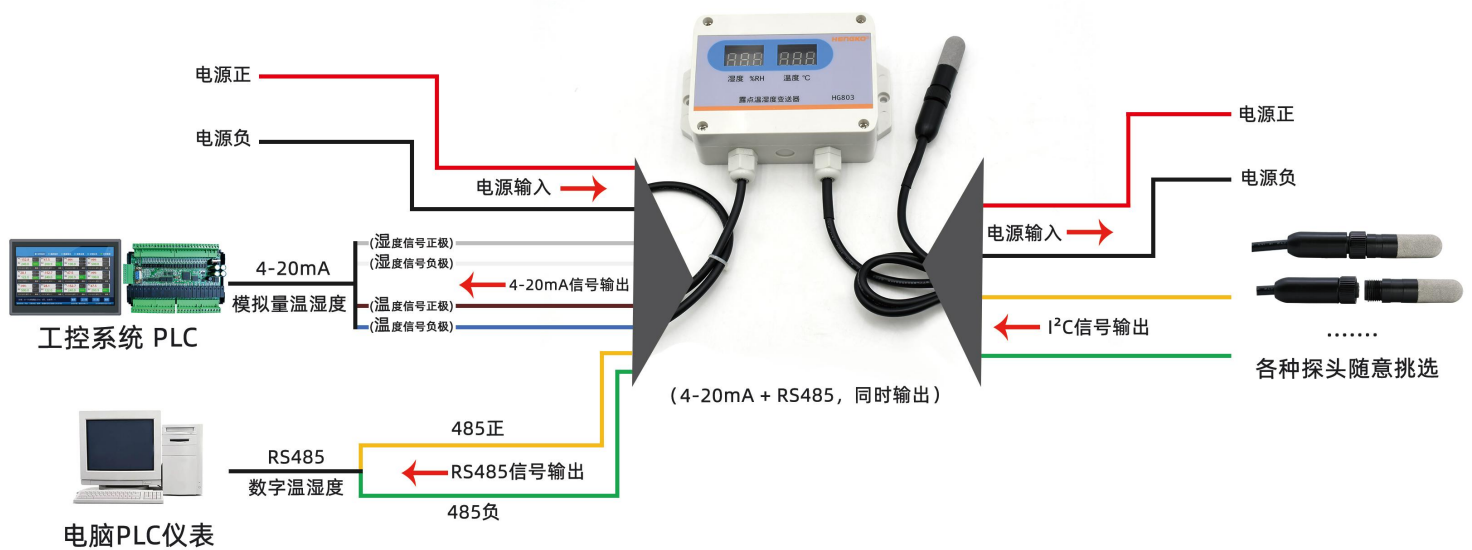 电源正
电源负
电源输入
HENGKO
湿度 %RH 温度 ℃
露点温湿度变送器 HG803
电源正
电源负
电源输入
4-20mA
模拟量温湿度
(湿度信号正极)
(湿度信号负极)
(温度信号正极)
(温度信号负极)
4-20mA信号输出
工控系统 PLC
I²C信号输出
·······
各种探头随意挑选
(4-20mA + RS485，同时输出)
485正
RS485
数字温湿度
RS485信号输出
485负
电脑PLC仪表